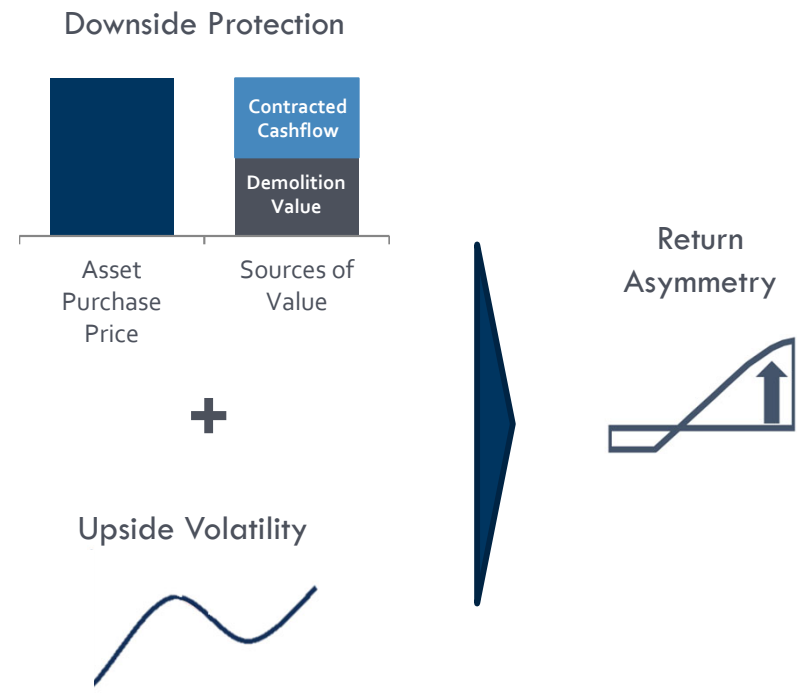 Downside Protection
Contracted
Cashflow
Demolition
Value
Asset
Purchase
Price
Sources of
Value
+
Upside Volatility
Return
Asymmetry